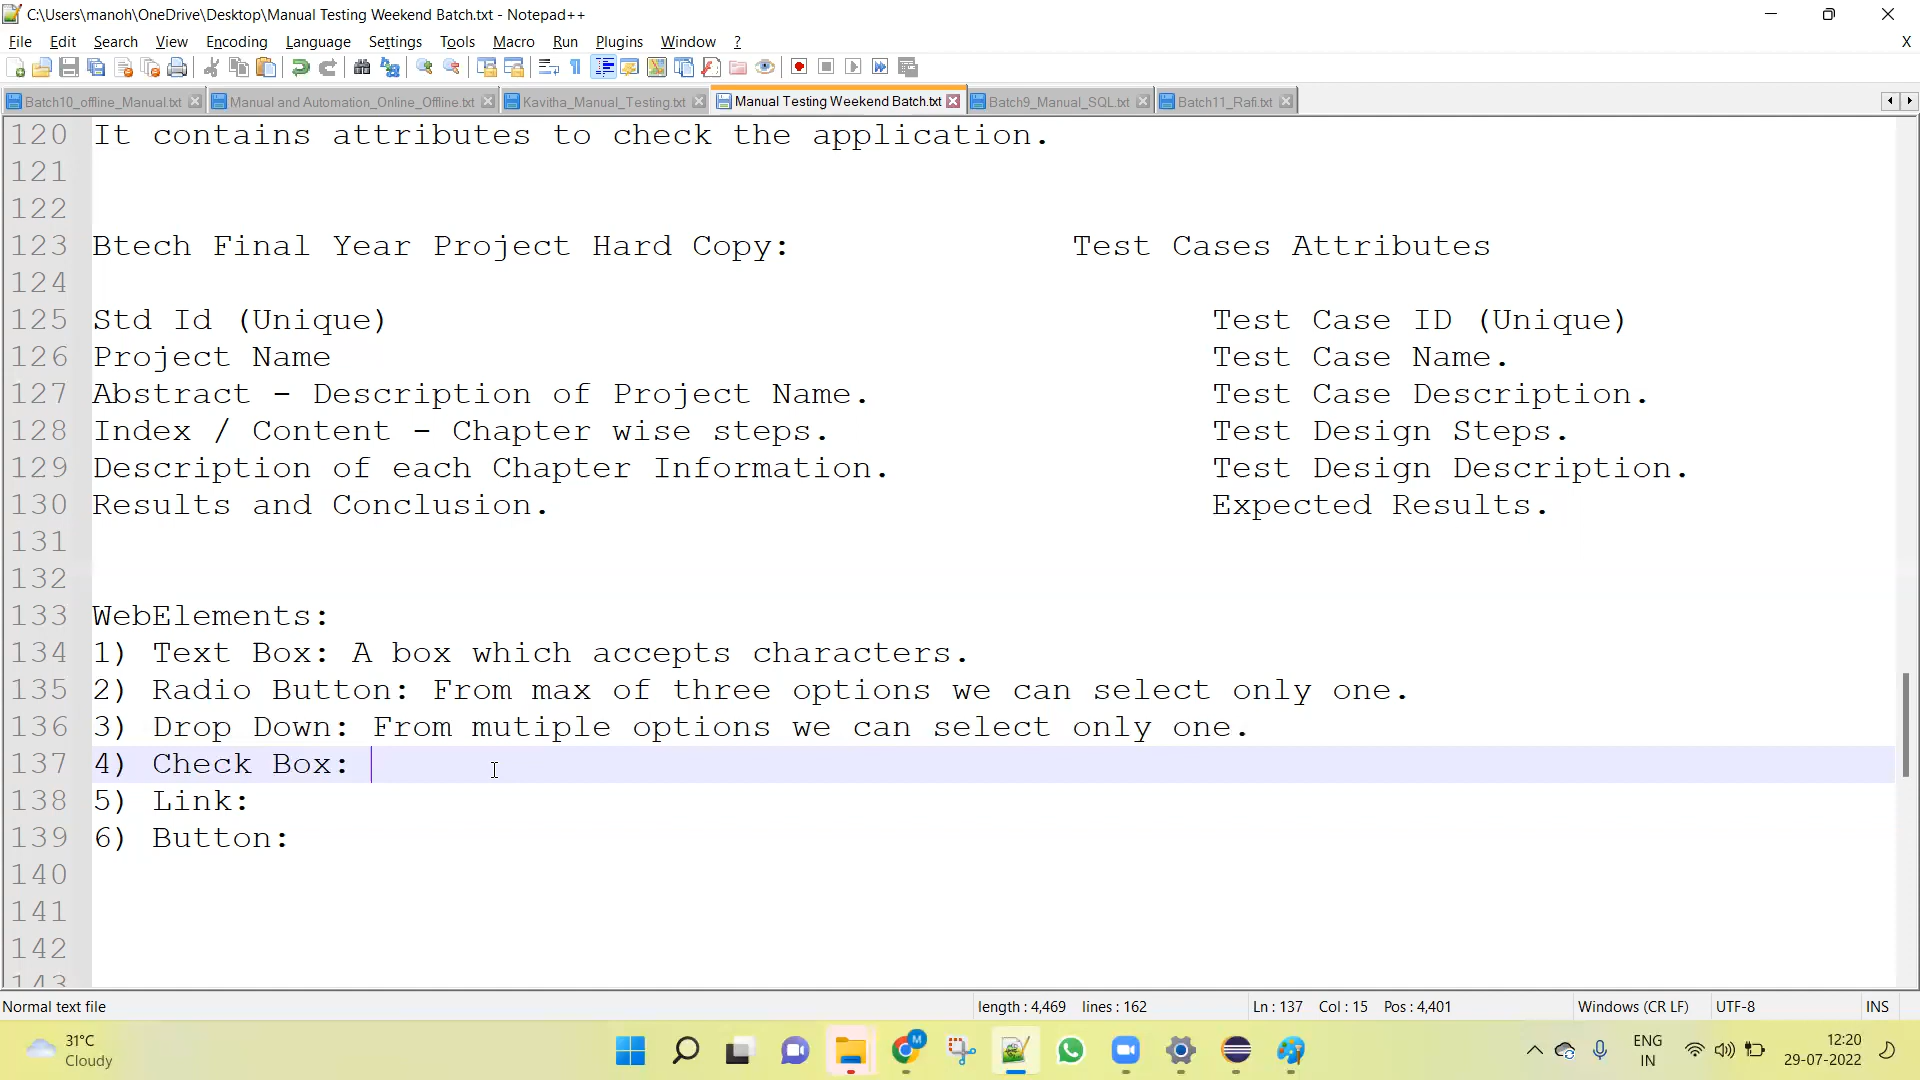 C:\Users\manoh\OneDrive\Desktop\Manual Testing Weekend Batch.txt - Notepad++
File Edit Search View Encoding Language Settings Tools Macro Run Plugins Window ? X
Batch10_offline_Manual.txt Manual and Automation_Online_Offline.txt Kavitha_Manual_Testing.txt Manual Testing Weekend Batch.txt Batch9_Manual_SQL.txt Batch11_Rafi.txt
120 It contains attributes to check the application.
121
122
123 Btech Final Year Project Hard Copy: Test Cases Attributes
124
125 Std Id (Unique) Test Case ID (Unique)
126 Project Name Test Case Name.
127 Abstract - Description of Project Name. Test Case Description.
128 Index / Content - Chapter wise steps. Test Design Steps.
129 Description of each Chapter Information. Test Design Description.
130 Results and Conclusion. Expected Results.
131
132
133 WebElements:
134 1) Text Box: A box which accepts characters.
135 2) Radio Button: From max of three options we can select only one.
136 3) Drop Down: From mutiple options we can select only one.
137 4) Check Box:
138 5) Link:
139 6) Button:
140
141
142
143
Normal text file length : 4,469 lines : 162 Ln : 137 Col : 15 Pos : 4,401 Windows (CR LF) UTF-8 INS
31°C
Cloudy
M
ENG
IN
12:20
29-07-2022